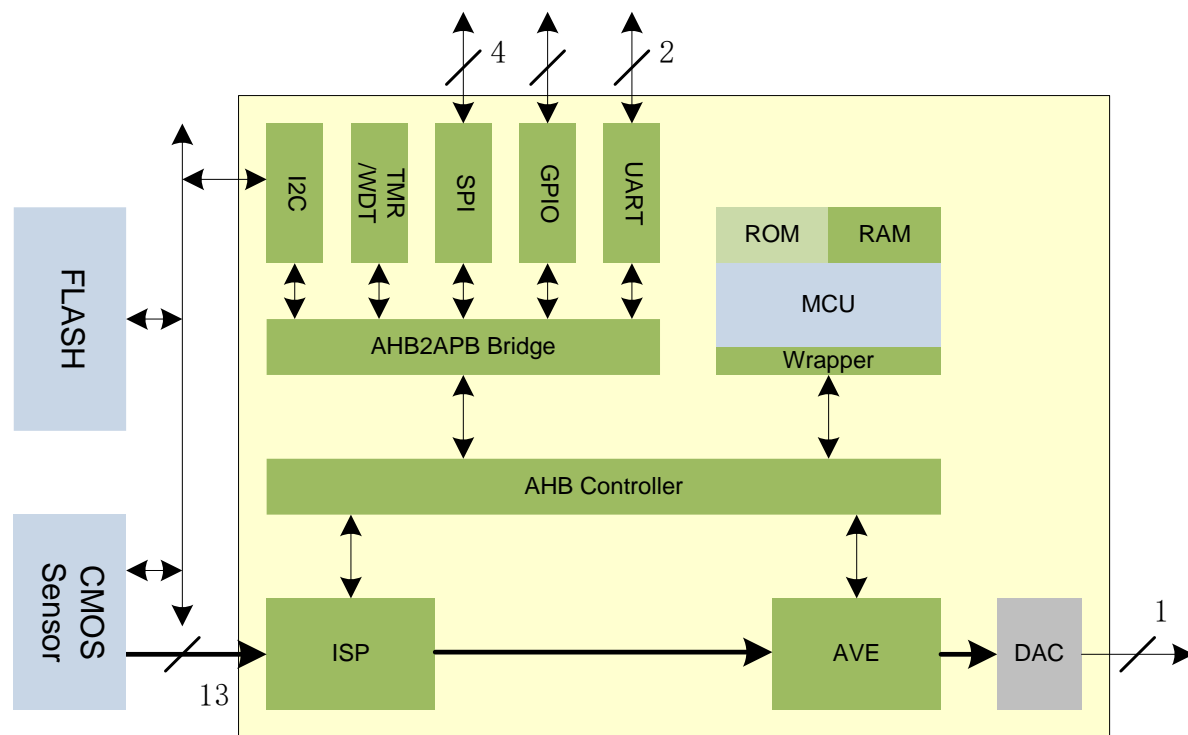 4
2
I2C
TMR
/WDT
SPI
GPIO
UART
ROM
RAM
FLASH
MCU
AHB2APB Bridge
Wrapper
AHB Controller
CMOS
Sensor
ISP
AVE
DAC
1
13